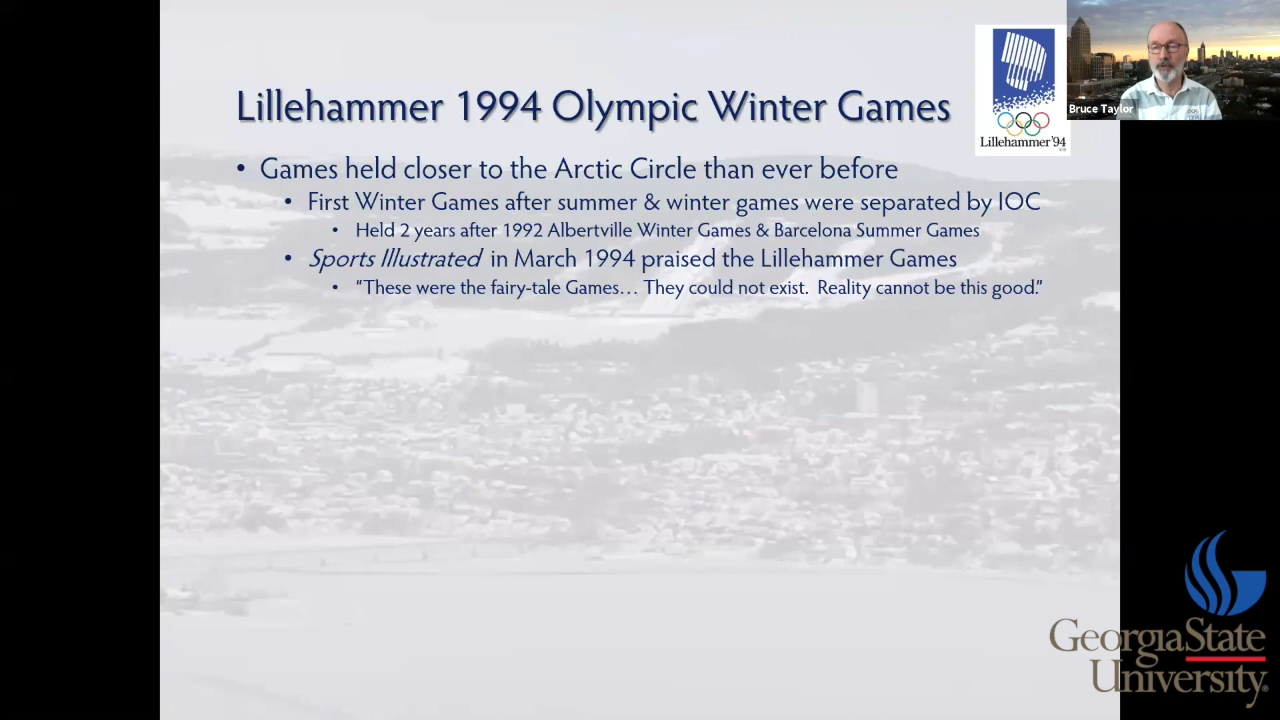 Lillehammer 1994 Olympic Winter Games
Lillehammer'94
Bruce Taylor
• Games held closer to the Arctic Circle than ever before
• First Winter Games after summer & winter games were separated by IOC
• Held 2 years after 1992 Albertville Winter Games & Barcelona Summer Games
• Sports Illustrated in March 1994 praised the Lillehammer Games
• “These were the fairy-tale Games… They could not exist. Reality cannot be this good.”
GeorgiaState
University®